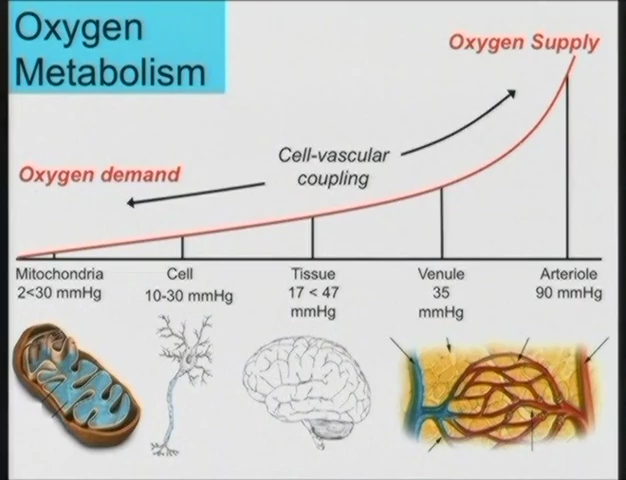 Oxygen
Metabolism
Oxygen Supply
Cell-vascular
coupling
Oxygen demand
Mitochondria
2<30 mmHg
Cell
10-30 mmHg
Tissue
17 < 47
mmHg
Venule
35
mmHg
Arteriole
90 mmHg